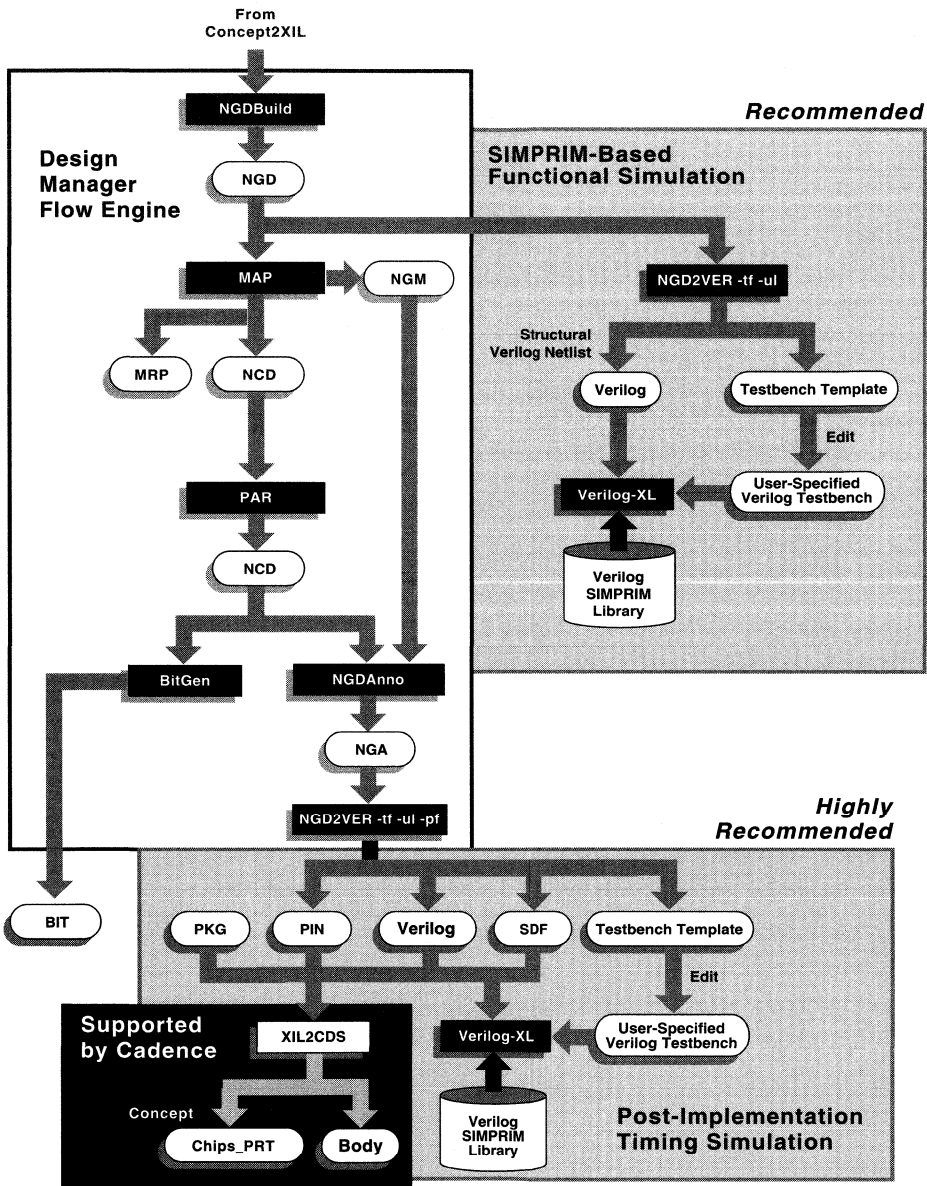 From
Concept2XIL
NGDBuild
Recommended
Design
Manager
Flow Engine
SIMPRIM-Based
Functional Simulation
NGD
MAP
NGM
NGD2VER -tf -ul
Structural
Verilog Netlist
MRP
NCD
Verilog
Testbench Template
Edit
PAR
Verilog-XL
User-Specified
Verilog Testbench
NCD
Verilog
SIMPRIM
Library
BitGen
NGDAnno
NGA
NGD2VER -tf -ul -pf
Highly
Recommended
BIT
PKG
PIN
Verilog
SDF
Testbench Template
Edit
Supported
by Cadence
XIL2CDS
Verilog-XL
User-Specified
Verilog Testbench
Concept
Chips_PRT
Body
Verilog
SIMPRIM
Library
Post-Implementation
Timing Simulation